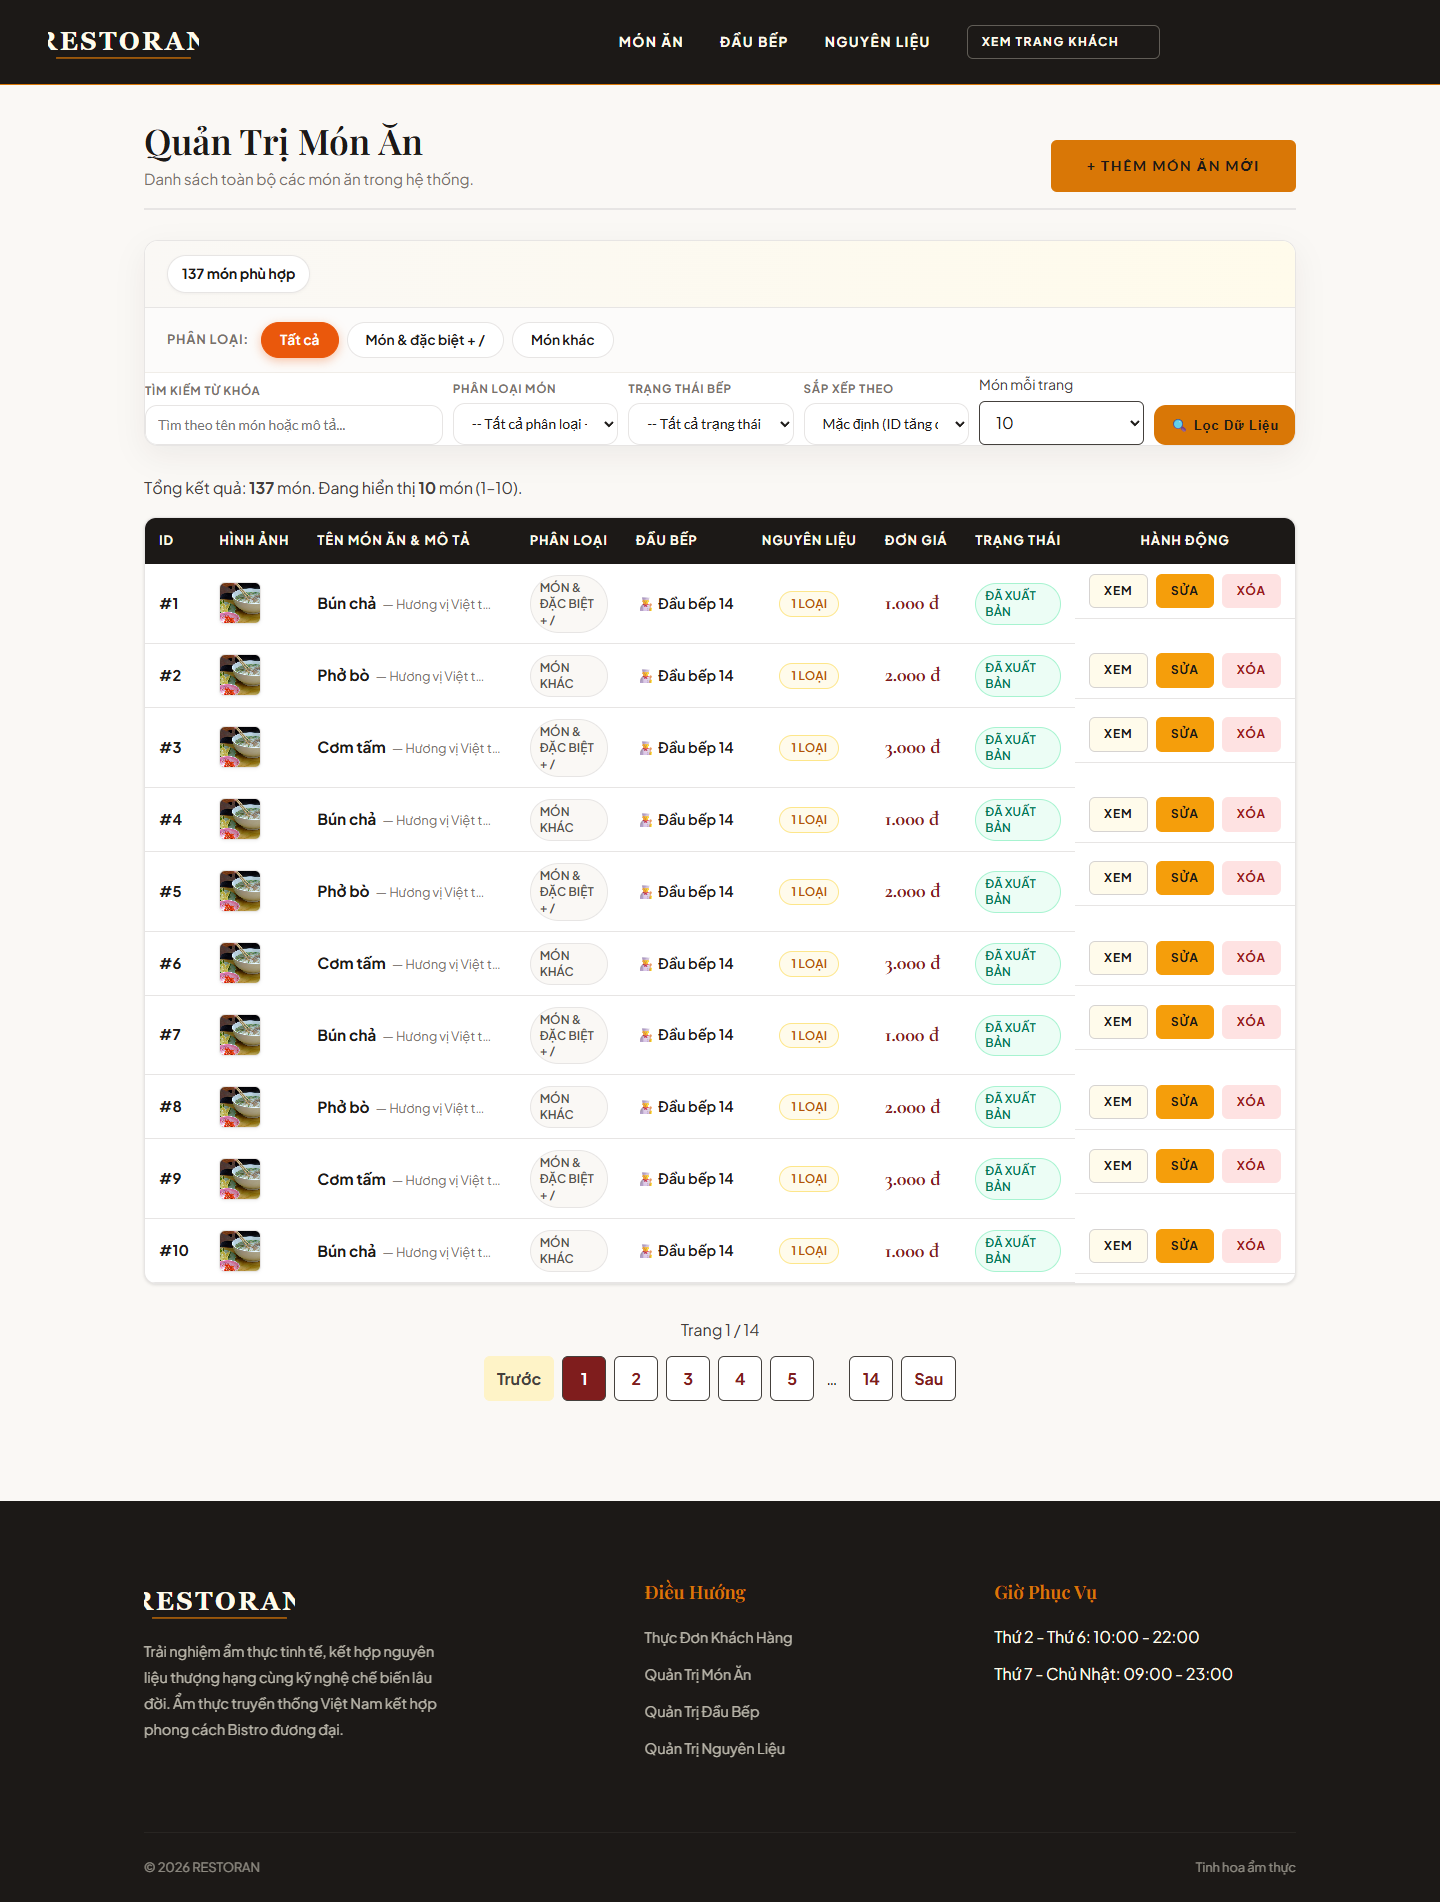 RESTORAN
MÓN ĂN ĐẦU BẾP NGUYÊN LIỆU XEM TRANG KHÁCH
Quản Trị Món Ăn
Danh sách toàn bộ các món ăn trong hệ thống.
+ THÊM MÓN ĂN MỚI
137 món phù hợp
PHÂN LOẠI: Tất cả Món & đặc biệt + / Món khác
TÌM KIẾM TỪ KHÓA PHÂN LOẠI MÓN TRẠNG THÁI BẾP SẮP XẾP THEO Món mỗi trang
Tìm theo tên món hoặc mô tả... -- Tất cả phân loại - -- Tất cả trạng thái Mặc định (ID tăng 10 🔍 Lọc Dữ Liệu
Tổng kết quả: 137 món. Đang hiển thị 10 món (1–10).
ID HÌNH ẢNH TÊN MÓN ĂN & MÔ TẢ PHÂN LOẠI ĐẦU BẾP NGUYÊN LIỆU ĐƠN GIÁ TRẠNG THÁI HÀNH ĐỘNG
#1 Bún chả — Hương vị Việt t... MÓN & ĐẶC BIỆT + / Đầu bếp 14 1 LOẠI 1.000 đ ĐÃ XUẤT BẢN XEM SỬA XÓA
#2 Phở bò — Hương vị Việt t... MÓN KHÁC Đầu bếp 14 1 LOẠI 2.000 đ ĐÃ XUẤT BẢN XEM SỬA XÓA
#3 Cơm tấm — Hương vị Việt t... MÓN & ĐẶC BIỆT + / Đầu bếp 14 1 LOẠI 3.000 đ ĐÃ XUẤT BẢN XEM SỬA XÓA
#4 Bún chả — Hương vị Việt t... MÓN KHÁC Đầu bếp 14 1 LOẠI 1.000 đ ĐÃ XUẤT BẢN XEM SỬA XÓA
#5 Phở bò — Hương vị Việt t... MÓN & ĐẶC BIỆT + / Đầu bếp 14 1 LOẠI 2.000 đ ĐÃ XUẤT BẢN XEM SỬA XÓA
#6 Cơm tấm — Hương vị Việt t... MÓN KHÁC Đầu bếp 14 1 LOẠI 3.000 đ ĐÃ XUẤT BẢN XEM SỬA XÓA
#7 Bún chả — Hương vị Việt t... MÓN & ĐẶC BIỆT + / Đầu bếp 14 1 LOẠI 1.000 đ ĐÃ XUẤT BẢN XEM SỬA XÓA
#8 Phở bò — Hương vị Việt t... MÓN KHÁC Đầu bếp 14 1 LOẠI 2.000 đ ĐÃ XUẤT BẢN XEM SỬA XÓA
#9 Cơm tấm — Hương vị Việt t... MÓN & ĐẶC BIỆT + / Đầu bếp 14 1 LOẠI 3.000 đ ĐÃ XUẤT BẢN XEM SỬA XÓA
#10 Bún chả — Hương vị Việt t... MÓN KHÁC Đầu bếp 14 1 LOẠI 1.000 đ ĐÃ XUẤT BẢN XEM SỬA XÓA
Trang 1 / 14
Trước 1 2 3 4 5 ... 14 Sau
RESTORAN
Trải nghiệm ẩm thực tinh tế, kết hợp nguyên
liệu thượng hạng cùng kỹ nghệ chế biến lâu
đời. Ẩm thực truyền thống Việt Nam kết hợp
phong cách Bistro đương đại.
Điều Hướng
Thực Đơn Khách Hàng
Quản Trị Món Ăn
Quản Trị Đầu Bếp
Quản Trị Nguyên Liệu
Giờ Phục Vụ
Thứ 2 - Thứ 6: 10:00 - 22:00
Thứ 7 - Chủ Nhật: 09:00 - 23:00
© 2026 RESTORAN
Tinh hoa ẩm thực